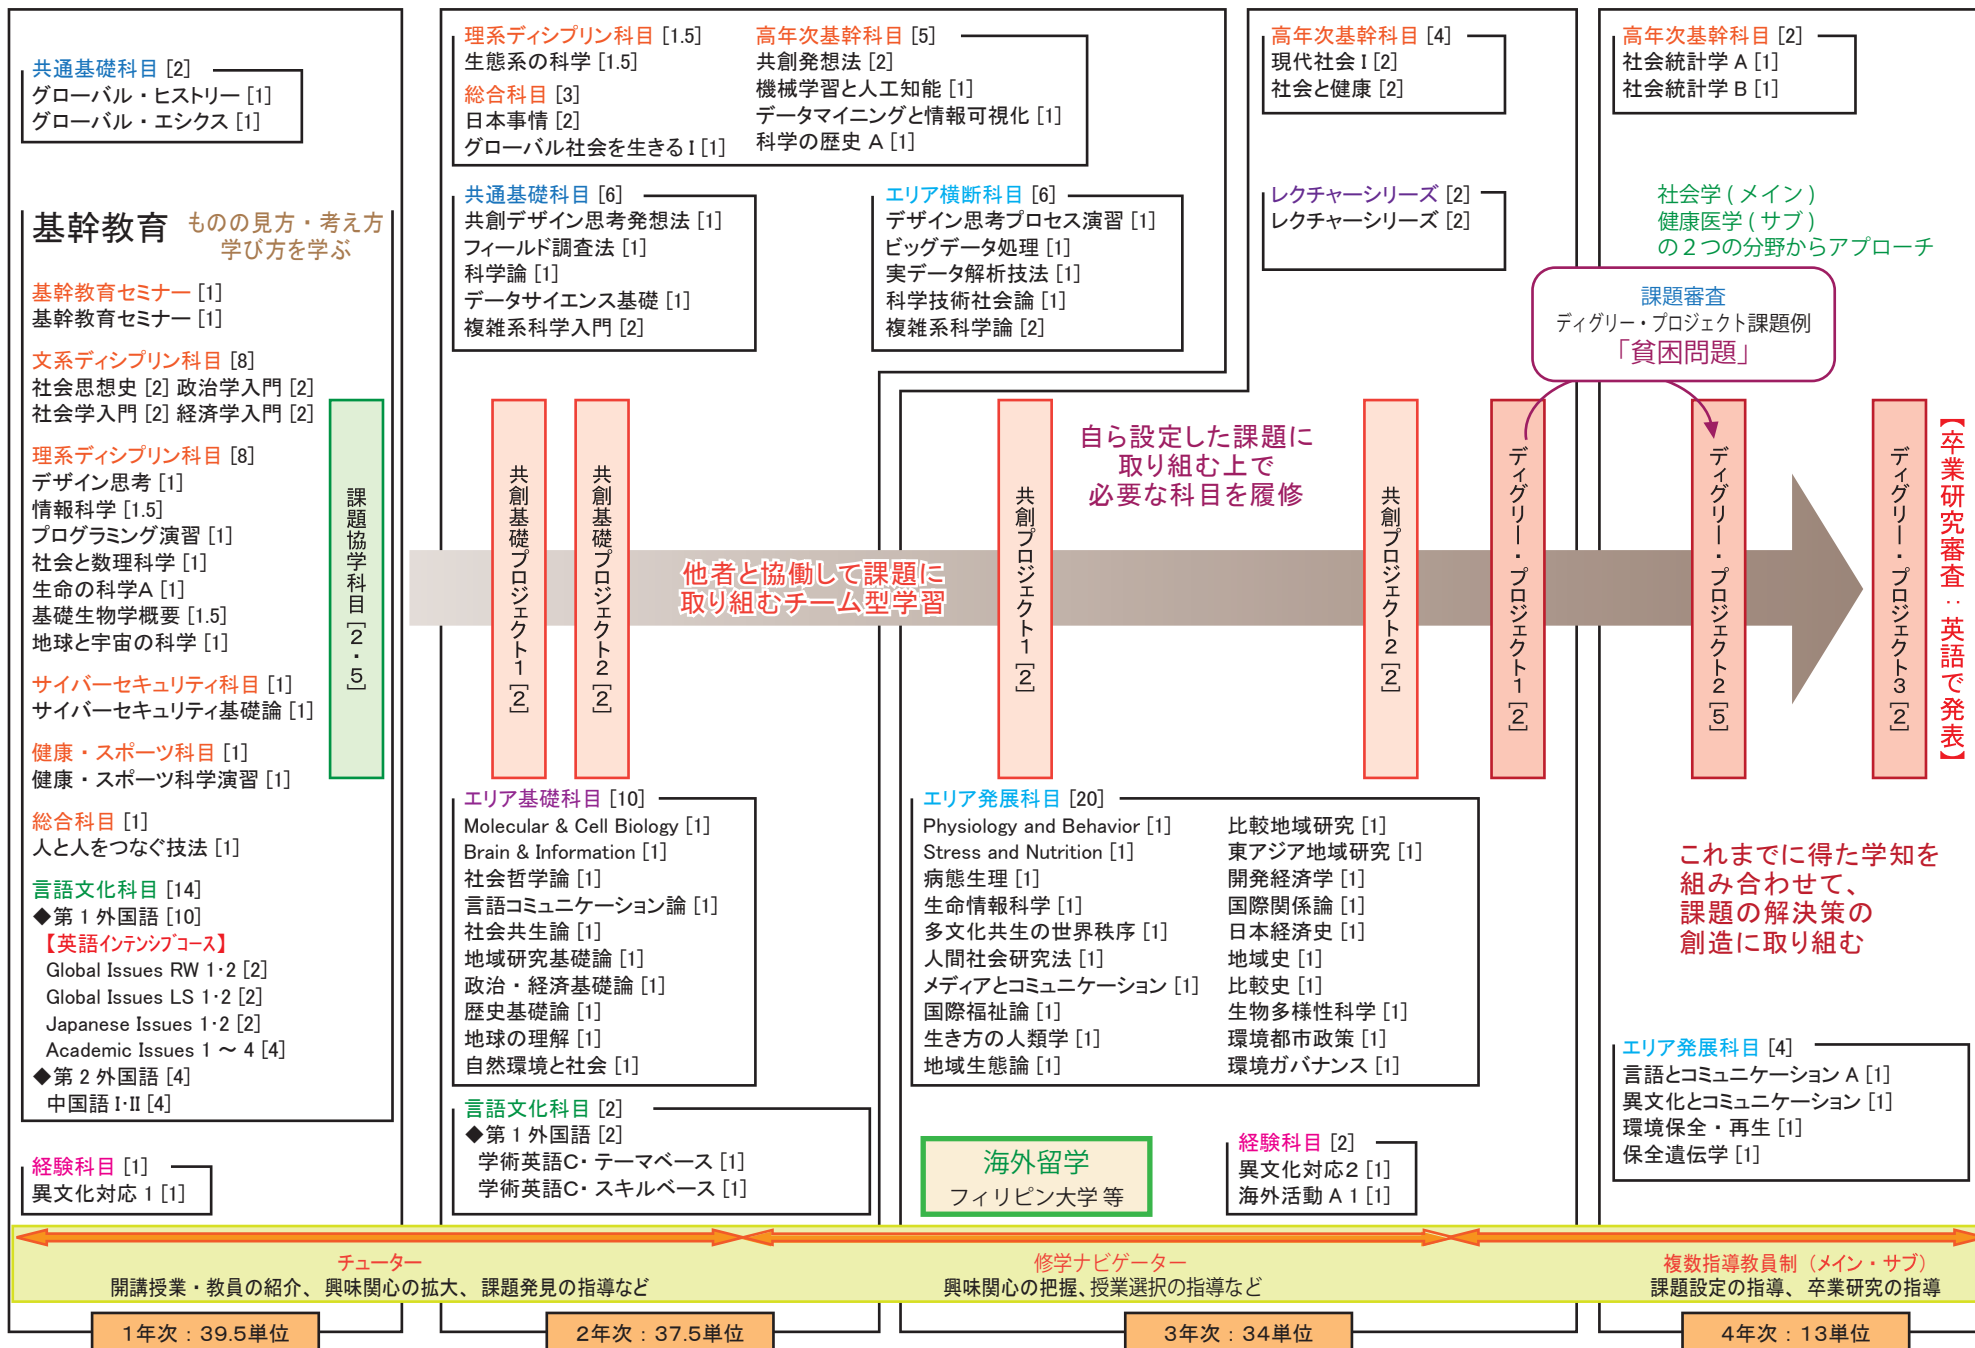 共通基礎科目 [2]
グローバル・ヒストリー [1]
グローバル・エシクス [1]
基幹教育
ものの見方・考え方
学び方を学ぶ
基幹教育セミナー [1]
基幹教育セミナー [1]
文系ディシプリン科目 [8]
社会思想史 [2] 政治学入門 [2]
社会学入門 [2] 経済学入門 [2]
理系ディシプリン科目 [8]
デザイン思考 [1]
情報科学 [1.5]
プログラミング演習 [1]
社会と数理科学 [1]
生命の科学A [1]
基礎生物学概要 [1.5]
地球と宇宙の科学 [1]
サイバーセキュリティ科目 [1]
サイバーセキュリティ基礎論 [1]
健康・スポーツ科目 [1]
健康・スポーツ科学演習 [1]
総合科目 [1]
人と人をつなぐ技法 [1]
言語文化科目 [14]
◆第1外国語 [10]
【英語インテンシブコース】
Global Issues RW 1・2 [2]
Global Issues LS 1・2 [2]
Japanese Issues 1・2 [2]
Academic Issues 1 ～ 4 [4]
◆第2外国語 [4]
中国語 I・II [4]
課題協学科目 [2・5]
経験科目 [1]
異文化対応 1 [1]
理系ディシプリン科目 [1.5]
生態系の科学 [1.5]
総合科目 [3]
日本事情 [2]
グローバル社会を生きる I [1]
高年次基幹科目 [5]
共創発想法 [2]
機械学習と人工知能 [1]
データマイニングと情報可視化 [1]
科学の歴史 A [1]
共通基礎科目 [6]
共創デザイン思考発想法 [1]
フィールド調査法 [1]
科学論 [1]
データサイエンス基礎 [1]
複雑系科学入門 [2]
エリア横断科目 [6]
デザイン思考プロセス演習 [1]
ビッグデータ処理 [1]
実データ解析技法 [1]
科学技術社会論 [1]
複雑系科学論 [2]
共創基礎プロジェクト1 [2]
共創基礎プロジェクト2 [2]
他者と協働して課題に
取り組むチーム型学習
エリア基礎科目 [10]
Molecular & Cell Biology [1]
Brain & Information [1]
社会哲学論 [1]
言語コミュニケーション論 [1]
社会共生論 [1]
地域研究基礎論 [1]
政治・経済基礎論 [1]
歴史基礎論 [1]
地球の理解 [1]
自然環境と社会 [1]
言語文化科目 [2]
◆第1外国語 [2]
学術英語C・テーマベース [1]
学術英語C・スキルベース [1]
高年次基幹科目 [4]
現代社会 I [2]
社会と健康 [2]
レクチャーシリーズ [2]
レクチャーシリーズ [2]
共創プロジェクト1 [2]
自ら設定した課題に
取り組む上で
必要な科目を履修
共創プロジェクト2 [2]
ディグリー・プロジェクト1 [2]
エリア発展科目 [20]
Physiology and Behavior [1]
Stress and Nutrition [1]
病態生理 [1]
生命情報科学 [1]
多文化共生の世界秩序 [1]
人間社会研究法 [1]
メディアとコミュニケーション [1]
国際福祉論 [1]
生き方の人類学 [1]
地域生態論 [1]
比較地域研究 [1]
東アジア地域研究 [1]
開発経済学 [1]
国際関係論 [1]
日本経済史 [1]
地域史 [1]
比較史 [1]
生物多様性科学 [1]
環境都市政策 [1]
環境ガバナンス [1]
海外留学
フィリピン大学 等
経験科目 [2]
異文化対応2 [1]
海外活動 A 1 [1]
高年次基幹科目 [2]
社会統計学 A [1]
社会統計学 B [1]
社会学 ( メイン )
健康医学 ( サブ )
の２つの分野からアプローチ
課題審査
ディグリー・プロジェクト課題例
「貧困問題」
ディグリー・プロジェクト2 [5]
ディグリー・プロジェクト3 [2]
【卒業研究審査：英語で発表】
これまでに得た学知を
組み合わせて、
課題の解決策の
創造に取り組む
エリア発展科目 [4]
言語とコミュニケーション A [1]
異文化とコミュニケーション [1]
環境保全・再生 [1]
保全遺伝学 [1]
チューター
開講授業・教員の紹介、興味関心の拡大、課題発見の指導など
修学ナビゲーター
興味関心の把握、授業選択の指導など
複数指導教員制（メイン・サブ）
課題設定の指導、卒業研究の指導
1年次：39.5単位
2年次：37.5単位
3年次：34単位
4年次：13単位